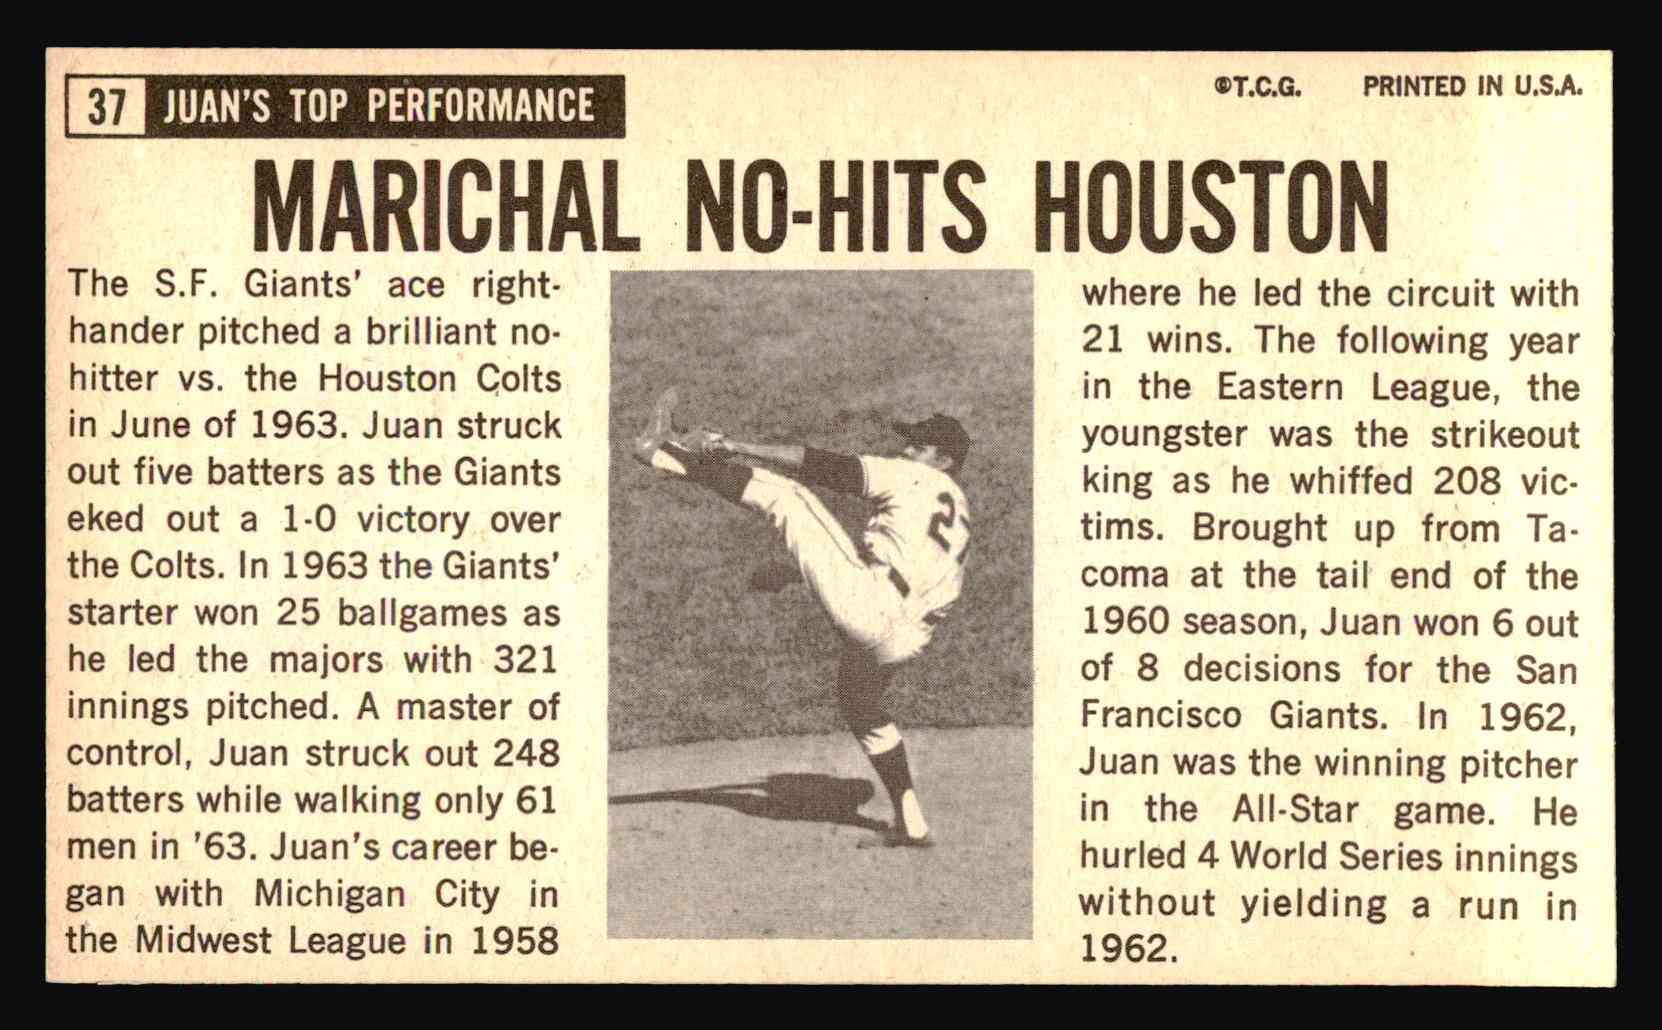 37 JUAN'S TOP PERFORMANCE
©T.C.G. PRINTED IN U.S.A.
MARICHAL NO-HITS HOUSTON
The S.F. Giants' ace right-
hander pitched a brilliant no-
hitter vs. the Houston Colts
in June of 1963. Juan struck
out five batters as the Giants
eked out a 1-0 victory over
the Colts. In 1963 the Giants'
starter won 25 ballgames as
he led the majors with 321
innings pitched. A master of
control, Juan struck out 248
batters while walking only 61
men in '63. Juan's career be-
gan with Michigan City in
the Midwest League in 1958
where he led the circuit with
21 wins. The following year
in the Eastern League, the
youngster was the strikeout
king as he whiffed 208 vic-
tims. Brought up from Ta-
coma at the tail end of the
1960 season, Juan won 6 out
of 8 decisions for the San
Francisco Giants. In 1962,
Juan was the winning pitcher
in the All-Star game. He
hurled 4 World Series innings
without yielding a run in
1962.